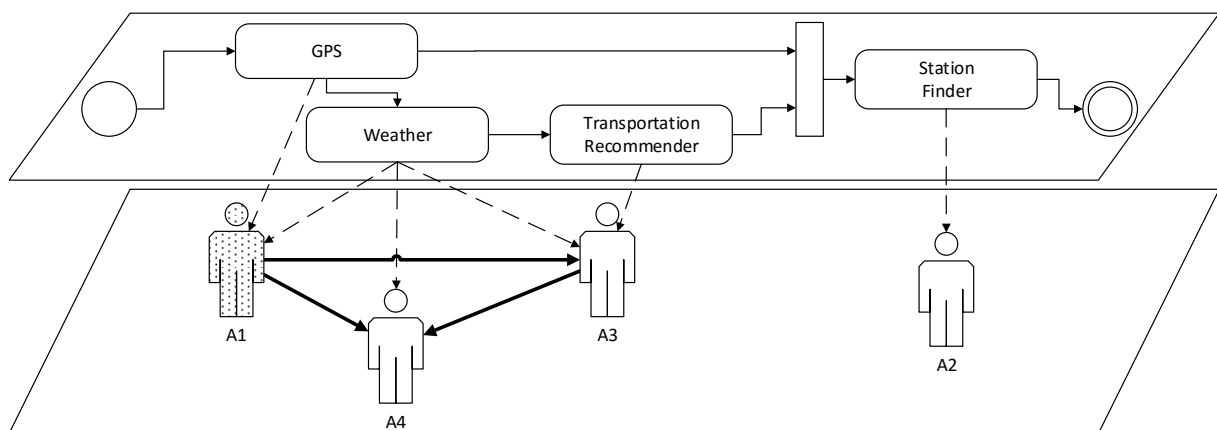 GPS
Station
Finder
Weather
Transportation
Recommender
A1
A3
A2
A4